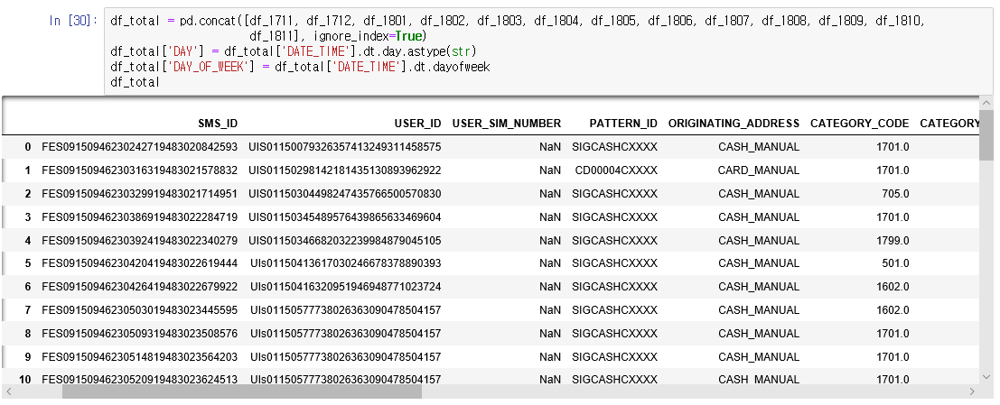 In [30]: df_total = pd.concat([df_1711, df_1712, df_1801, df_1802, df_1803, df_1804, df_1805, df_1806, df_1807, df_1808, df_1809, df_1810,
df_1811], ignore_index=True)
df_total['DAY'] = df_total['DATE_TIME'].dt.day.astype(str)
df_total['DAY_OF_WEEK'] = df_total['DATE_TIME'].dt.dayofweek
df_total
SMS_ID USER_ID USER_SIM_NUMBER PATTERN_ID ORIGINATING_ADDRESS CATEGORY_CODE CATEGORY
0 FES09150946230242719483020842593 UIS0115007932635741324931145857​5 NaN SIGCASHCXXXX CASH_MANUAL 1701.0
1 FES09150946230316319483021578832 UIS01150298142181435130893962922 NaN CD00004CXXXX CARD_MANUAL 1701.0
2 FES09150946230329919483021714951 UIS01150304498247435766500570830 NaN SIGCASHCXXXX CASH_MANUAL 705.0
3 FES09150946230386919483022284719 UIS01150345489576439865633469604 NaN SIGCASHCXXXX CASH_MANUAL 1701.0
4 FES09150946230392419483022340279 UIS01150346682032239984879045105 NaN SIGCASHCXXXX CASH_MANUAL 1799.0
5 FES09150946230420419483022619444 UIs01150413617030246678378890393 NaN SIGCASHCXXXX CASH_MANUAL 501.0
6 FES09150946230426419483022679922 UIs01150416320951946948771023724 NaN SIGCASHCXXXX CASH_MANUAL 1602.0
7 FES09150946230503019483023445595 UIs01150577738026363090478504157 NaN SIGCASHCXXXX CASH_MANUAL 1602.0
8 FES09150946230509319483023508576 UIs01150577738026363090478504157 NaN SIGCASHCXXXX CASH_MANUAL 1701.0
9 FES09150946230514819483023564203 UIs01150577738026363090478504157 NaN SIGCASHCXXXX CASH_MANUAL 1701.0
10 FES09150946230520919483023624513 UIs01150577738026363090478504157 NaN SIGCASHCXXXX CASH_MANUAL 1701.0